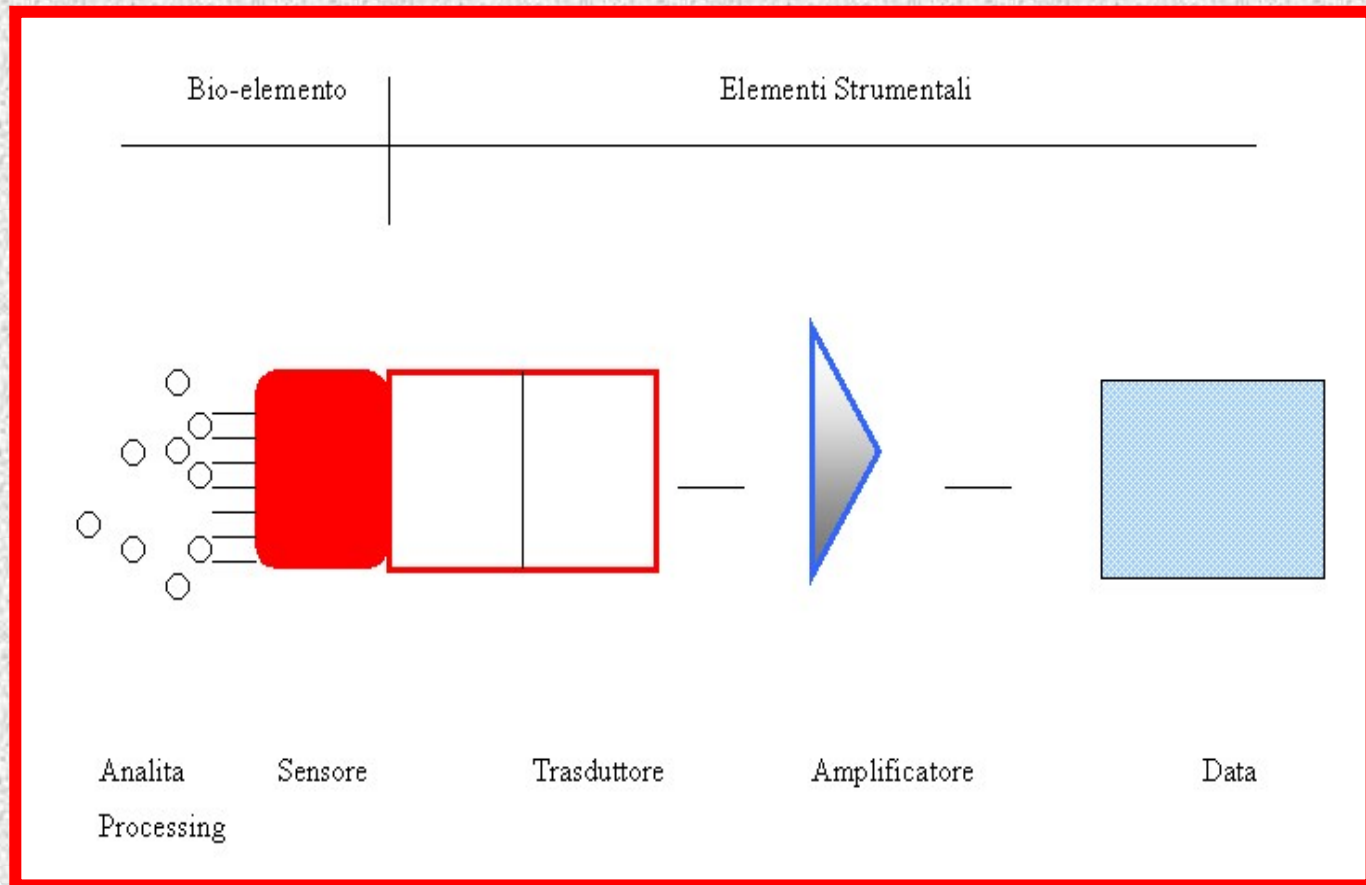 Bio-elemento Elementi Strumentali
Analita Sensore Trasduttore Amplificatore Data
Processing